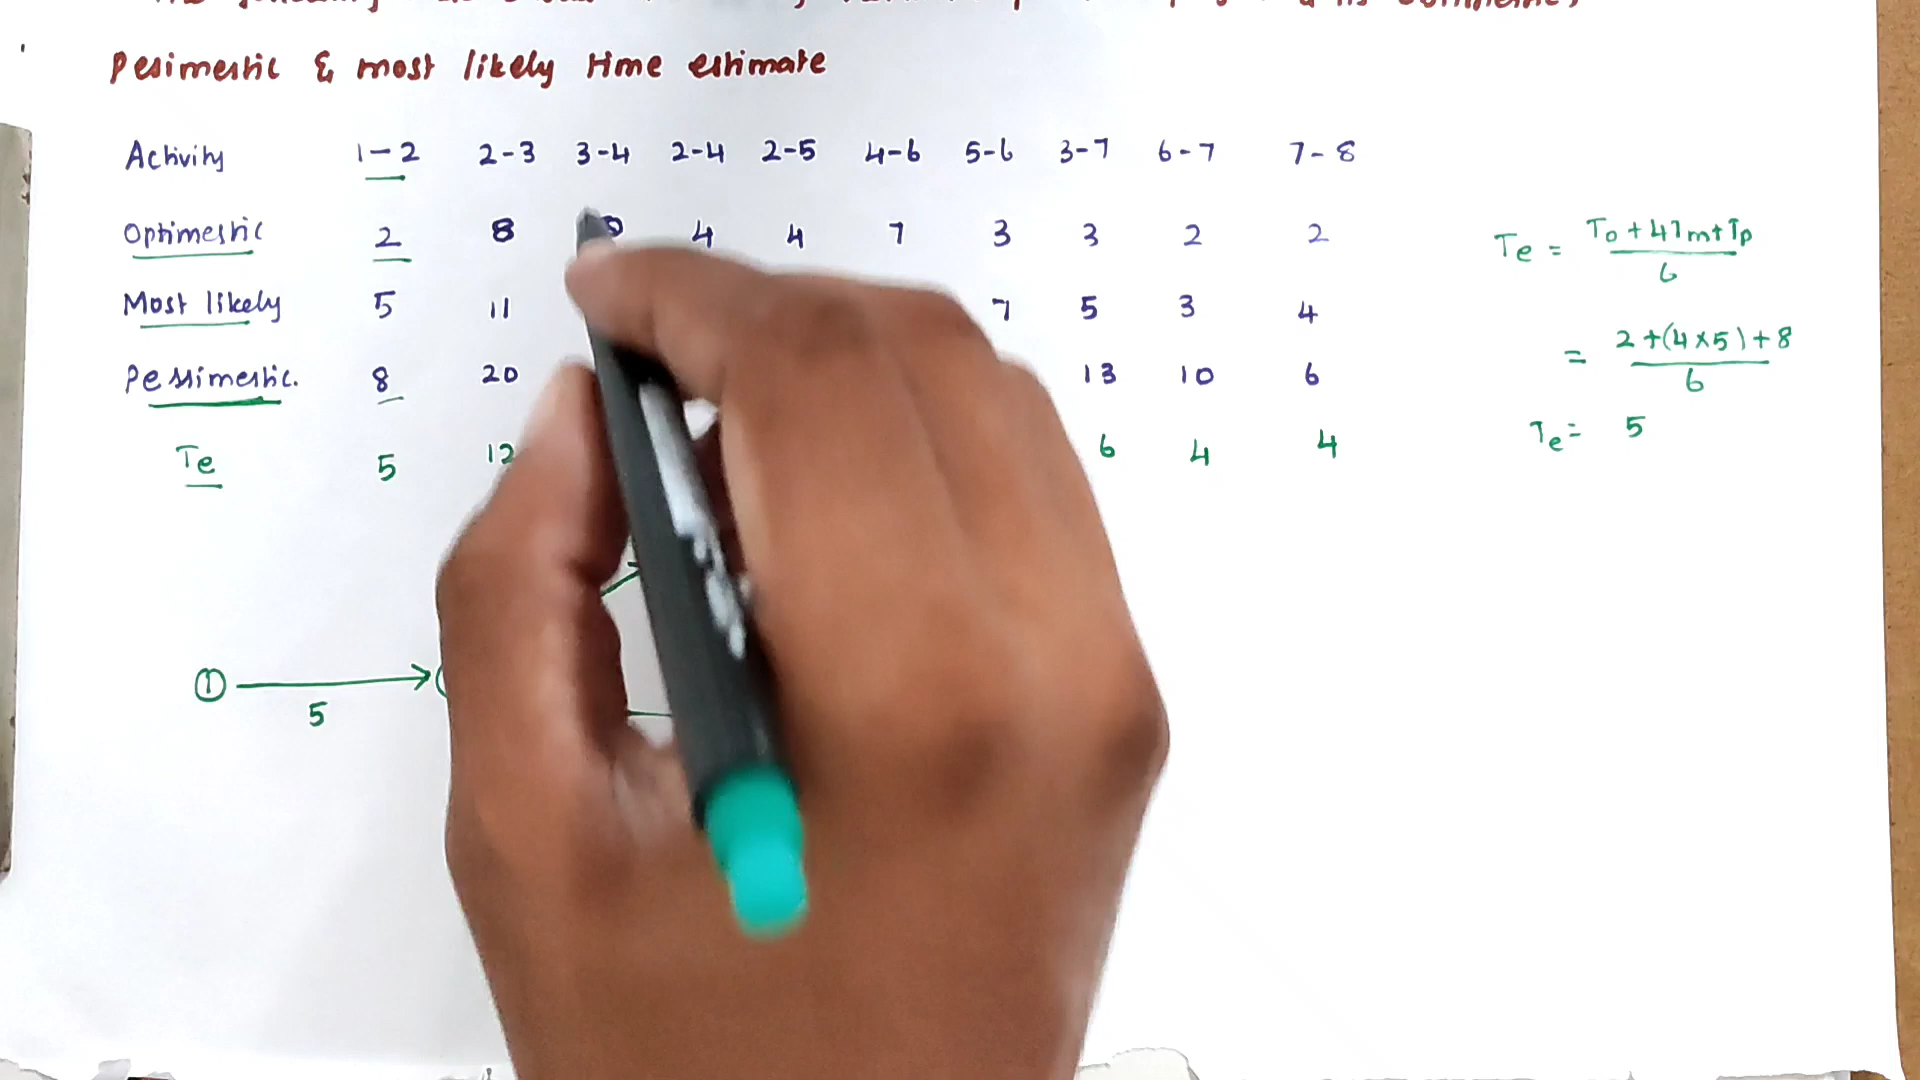 Pesimestic & most likely time estimate
Activity 1-2 2-3 3-4 2-4 2-5 4-6 5-6 3-7 6-7 7-8
Optimestic 2 8 4 4 7 3 3 2 2
Most likely 5 11 7 5 3 4
Pessimestic. 8 20 13 10 6
Te 5 12 6 4 4
Te = To + 4Tm + Tp
6
= 2 + (4×5) + 8
6
Te = 5
1
5